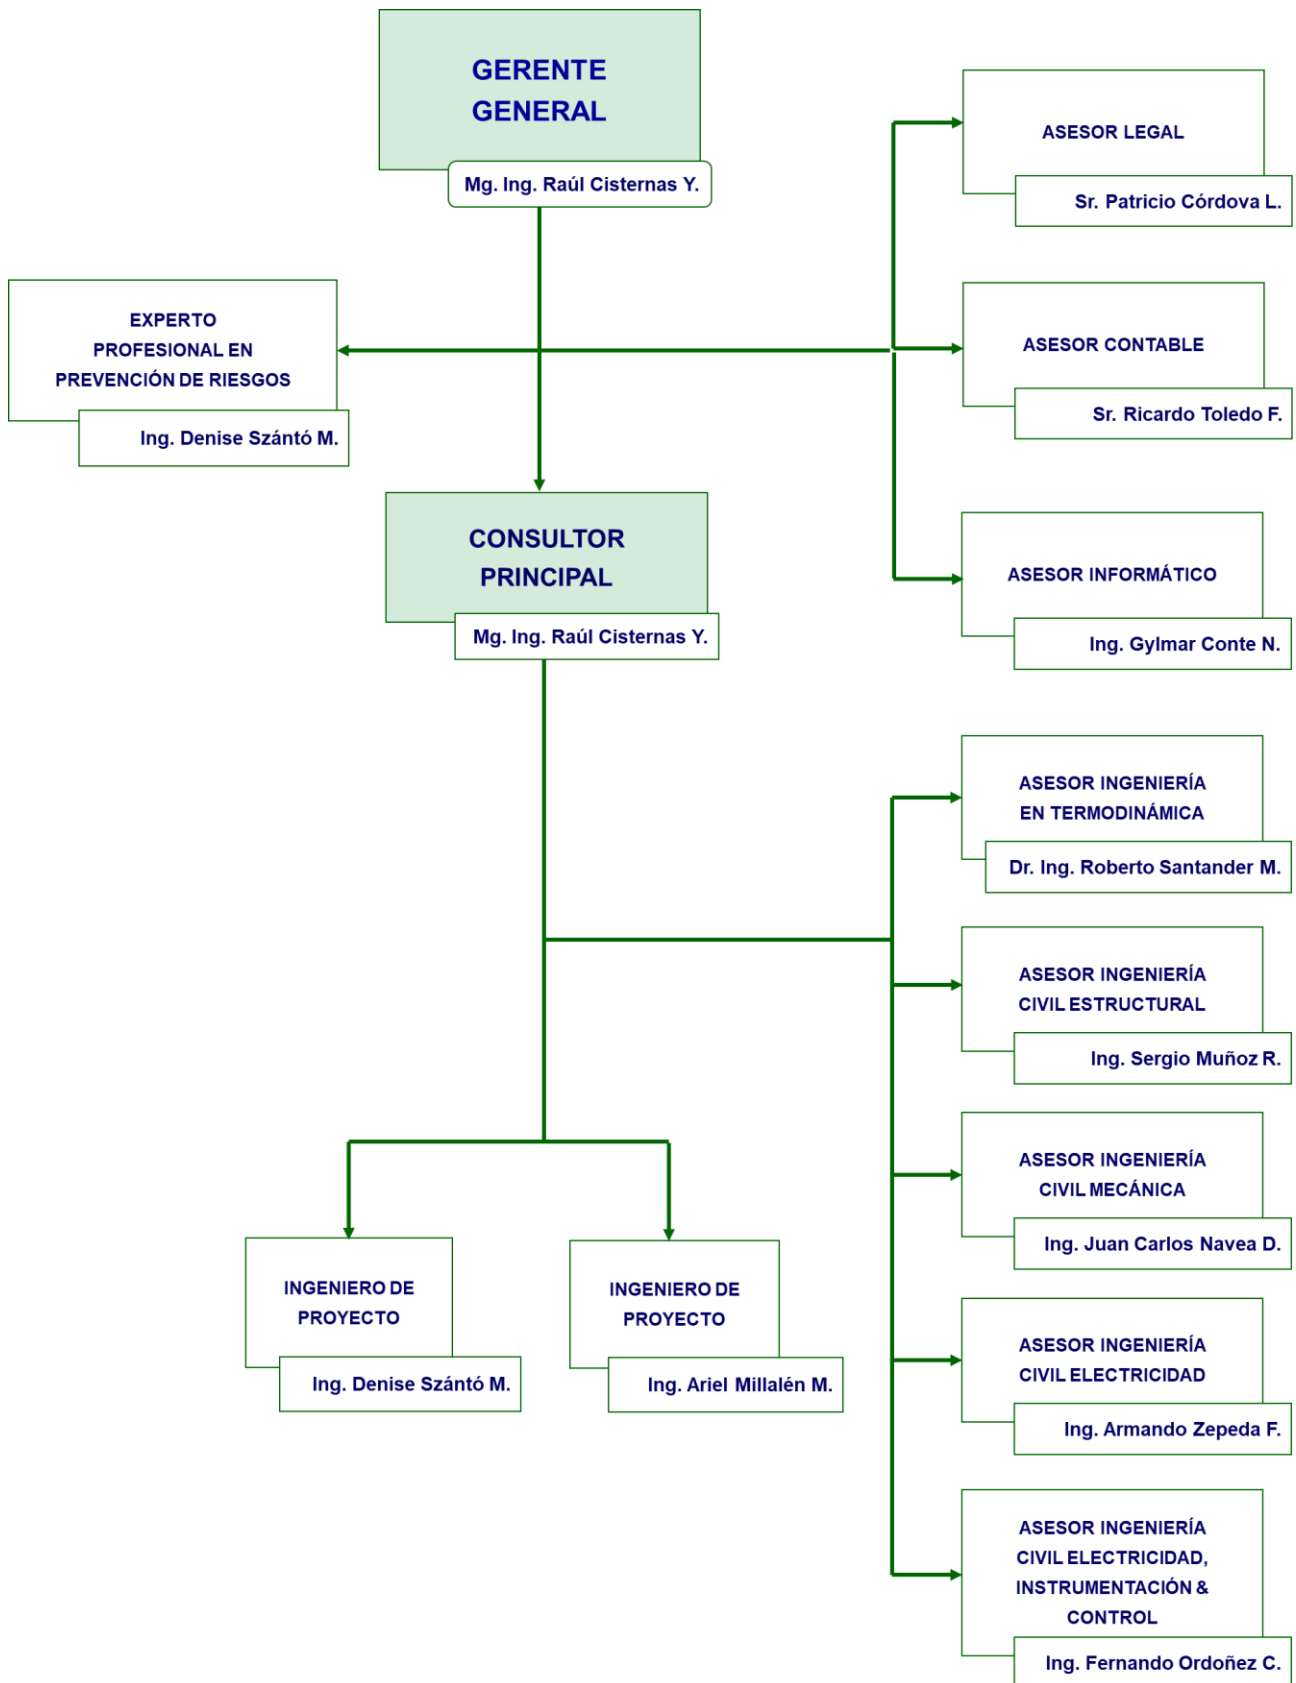 GERENTE
GENERAL
Mg. Ing. Raúl Cisternas Y.
ASESOR LEGAL
Sr. Patricio Córdova L.
EXPERTO
PROFESIONAL EN
PREVENCIÓN DE RIESGOS
Ing. Denise Szántó M.
ASESOR CONTABLE
Sr. Ricardo Toledo F.
CONSULTOR
PRINCIPAL
Mg. Ing. Raúl Cisternas Y.
ASESOR INFORMÁTICO
Ing. Gylmar Conte N.
ASESOR INGENIERÍA
EN TERMODINÁMICA
Dr. Ing. Roberto Santander M.
ASESOR INGENIERÍA
CIVIL ESTRUCTURAL
Ing. Sergio Muñoz R.
ASESOR INGENIERÍA
CIVIL MECÁNICA
Ing. Juan Carlos Navea D.
INGENIERO DE
PROYECTO
Ing. Denise Szántó M.
INGENIERO DE
PROYECTO
Ing. Ariel Millalén M.
ASESOR INGENIERÍA
CIVIL ELECTRICIDAD
Ing. Armando Zepeda F.
ASESOR INGENIERÍA
CIVIL ELECTRICIDAD,
INSTRUMENTACIÓN &
CONTROL
Ing. Fernando Ordoñez C.